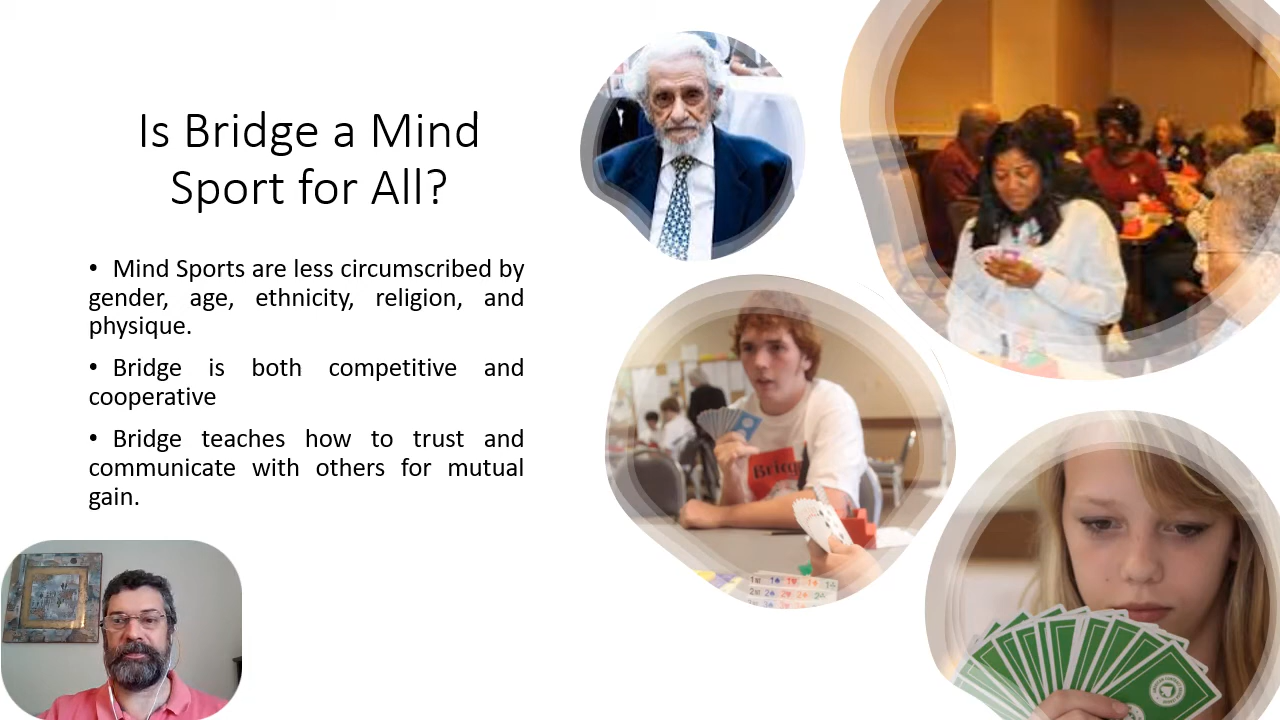 Is Bridge a Mind
Sport for All?
• Mind Sports are less circumscribed by
gender, age, ethnicity, religion, and
physique.
• Bridge is both competitive and
cooperative
• Bridge teaches how to trust and
communicate with others for mutual
gain.